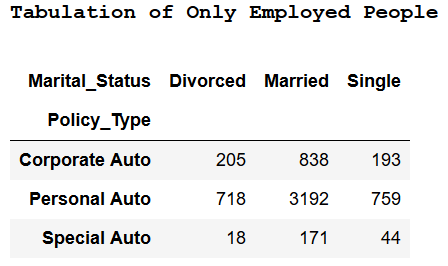 Tabulation of Only Employed People
Marital_Status Divorced Married Single
Policy_Type
Corporate Auto 205 838 193
Personal Auto 718 3192 759
Special Auto 18 171 44